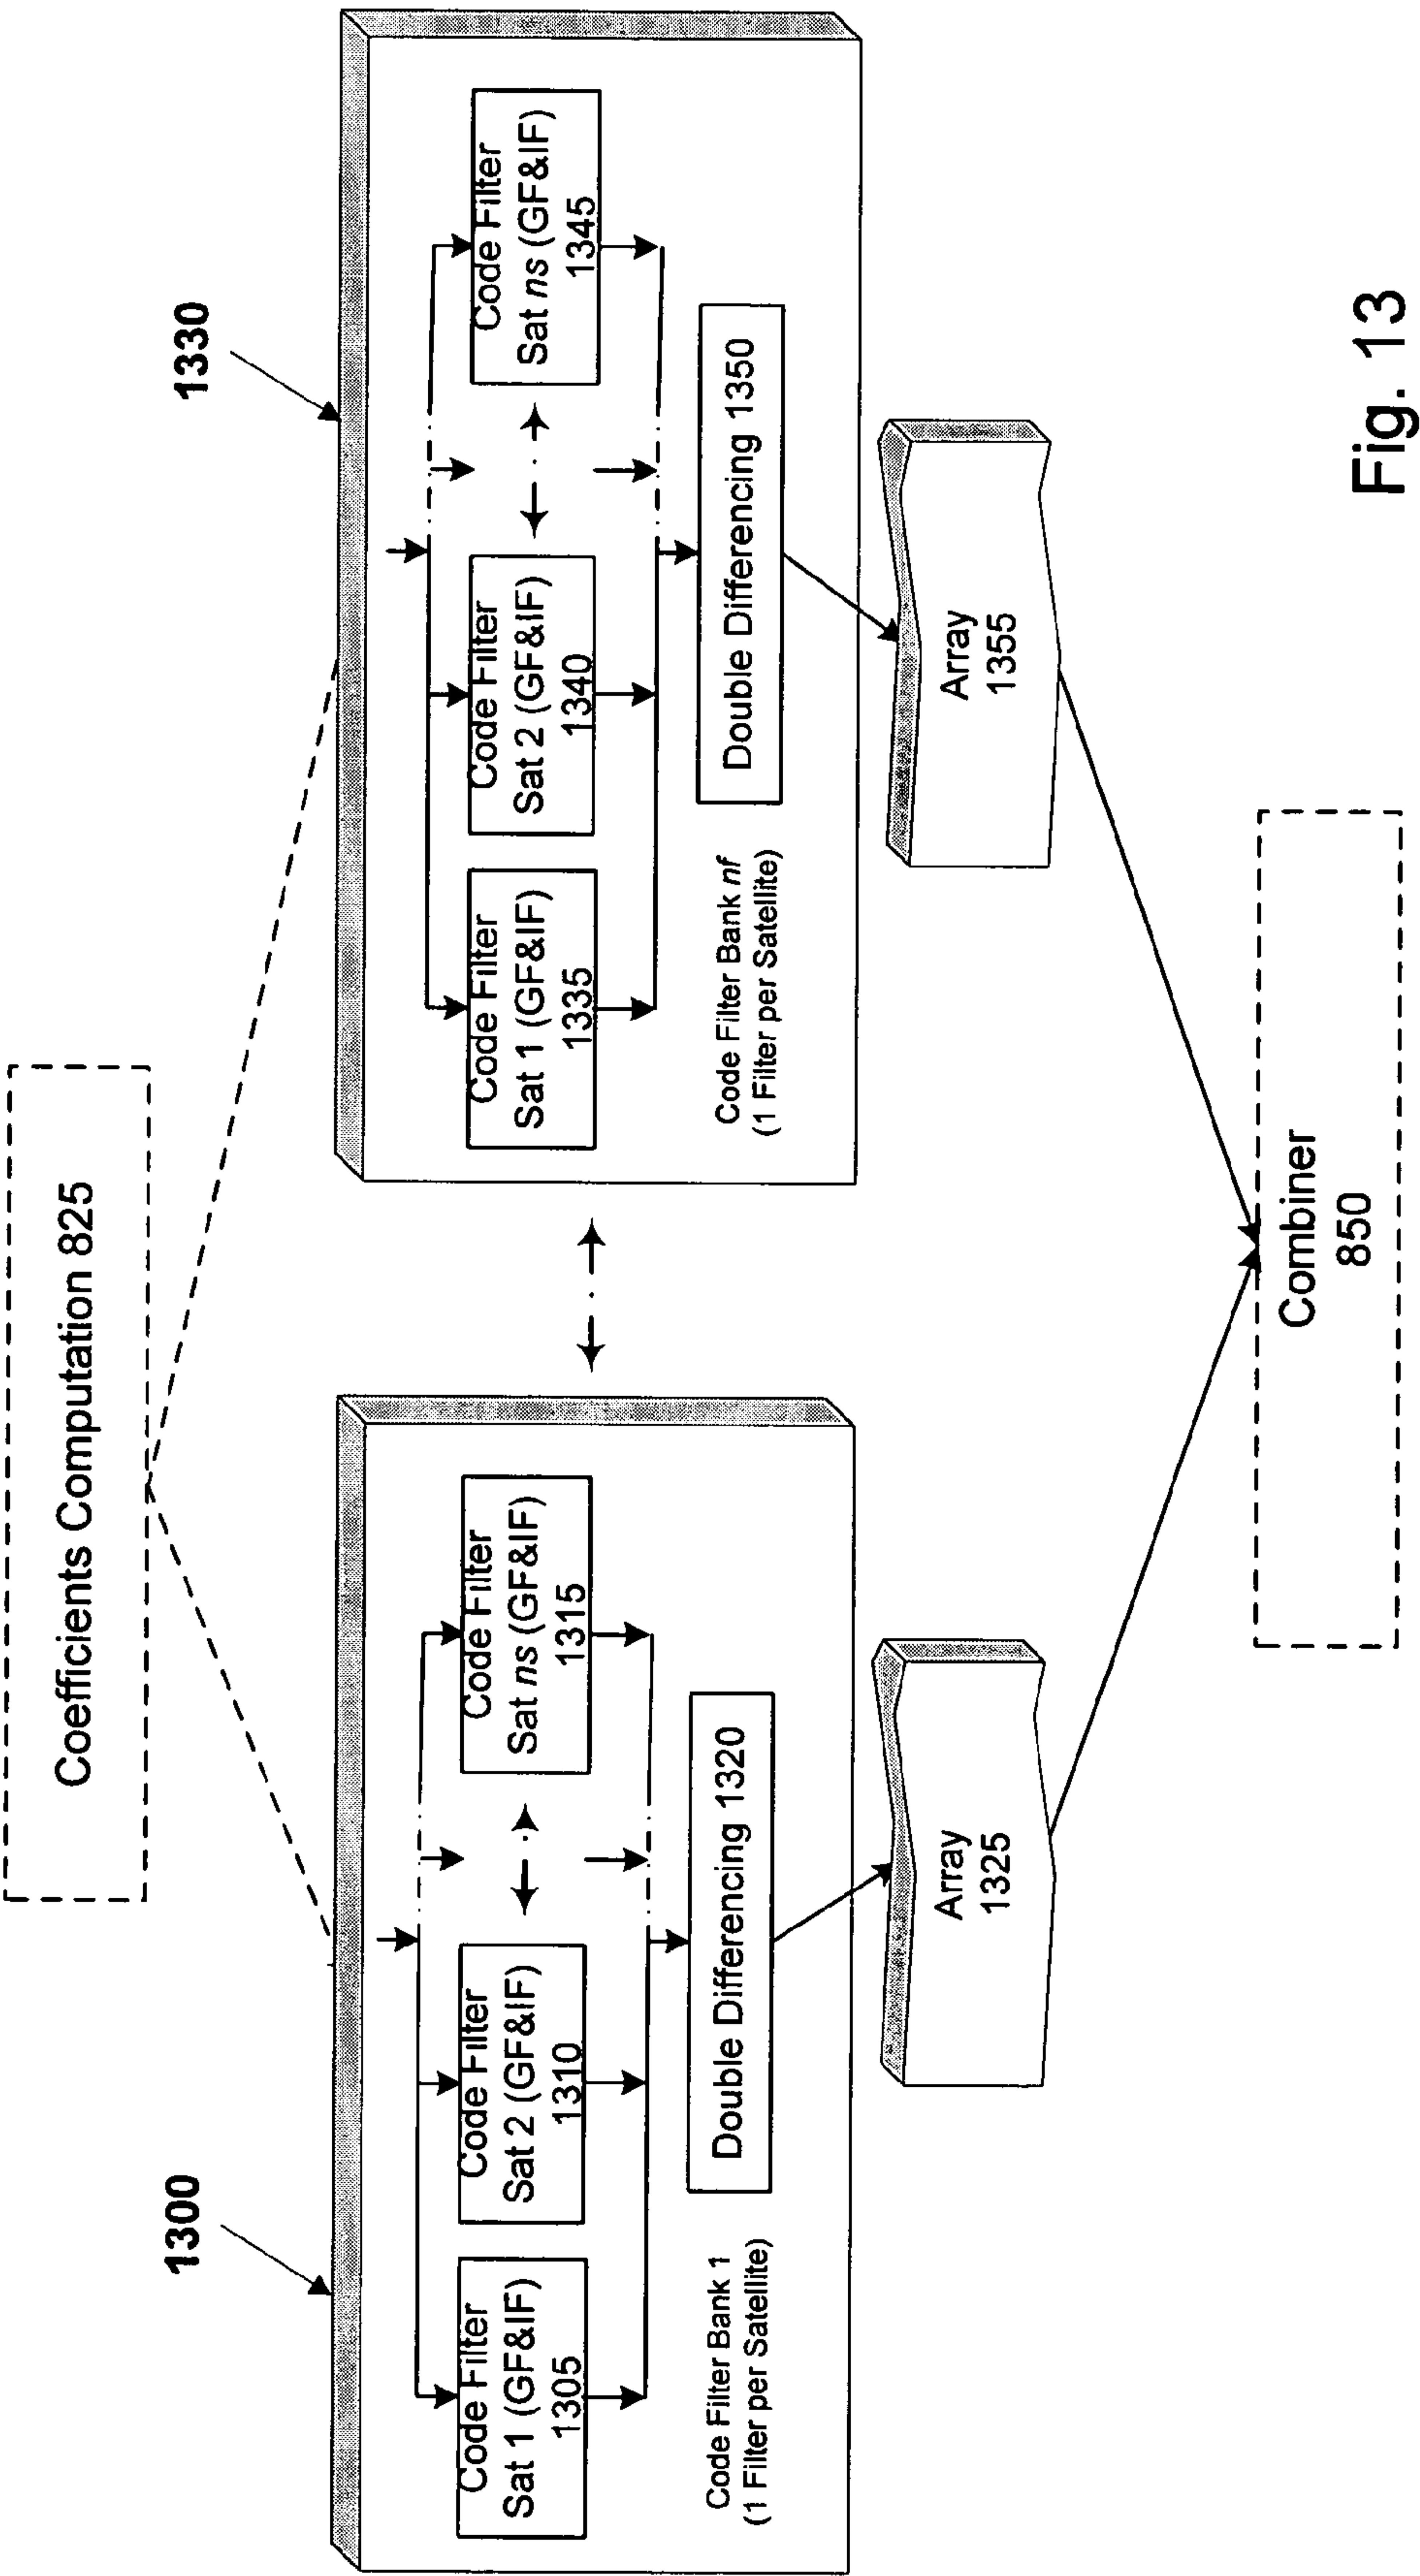 Coefficients Computation 825
1300
1330
Code Filter
Sat 1 (GF&IF)
1305
Code Filter
Sat 2 (GF&IF)
1310
Code Filter
Sat ns (GF&IF)
1315
Double Differencing 1320
Code Filter Bank 1
(1 Filter per Satellite)
Code Filter
Sat 1 (GF&IF)
1335
Code Filter
Sat 2 (GF&IF)
1340
Code Filter
Sat ns (GF&IF)
1345
Double Differencing 1350
Code Filter Bank nf
(1 Filter per Satellite)
Array
1325
Array
1355
Combiner
850
Fig. 13